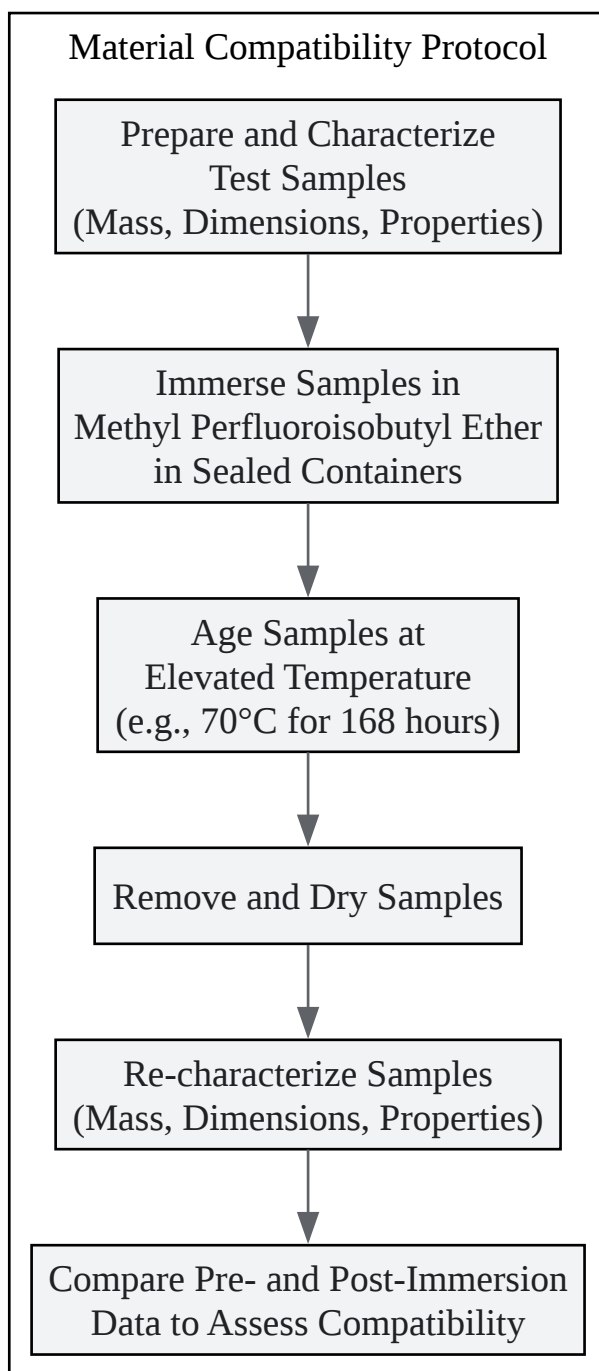 Material Compatibility Protocol
Prepare and Characterize
Test Samples
(Mass, Dimensions, Properties)
Immerse Samples in
Methyl Perfluoroisobutyl Ether
in Sealed Containers
Age Samples at
Elevated Temperature
(e.g., 70°C for 168 hours)
Remove and Dry Samples
Re-characterize Samples
(Mass, Dimensions, Properties)
Compare Pre- and Post-Immersion
Data to Assess Compatibility